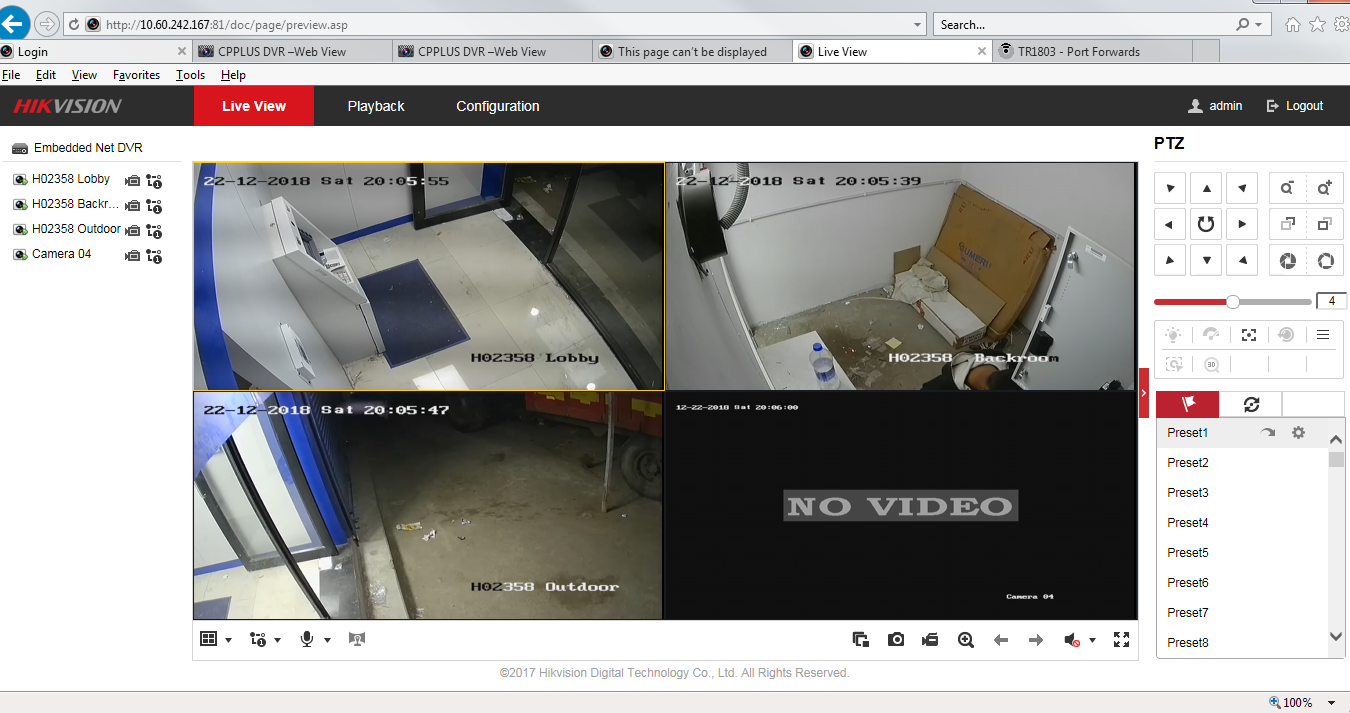 http://10.60.242.167:81/doc/page/preview.asp
Search...
Login
CPPLUS DVR –Web View
CPPLUS DVR –Web View
This page can't be displayed
Live View
TR1803 - Port Forwards
File Edit View Favorites Tools Help
HIKVISION
Live View
Playback
Configuration
admin
Logout
Embedded Net DVR
H02358 Lobby
H02358 Backr...
H02358 Outdoor
Camera 04
22-12-2018 Sat 20:05:55
H02358 Lobby
22-12-2018 Sat 20:05:39
H02358 Backroom
22-12-2018 Sat 20:05:47
H02358 Outdoor
12-22-2018 Sat 20:06:00
NO VIDEO
Camera 04
PTZ
4
3D
Preset1
Preset2
Preset3
Preset4
Preset5
Preset6
Preset7
Preset8
©2017 Hikvision Digital Technology Co., Ltd. All Rights Reserved.
100%